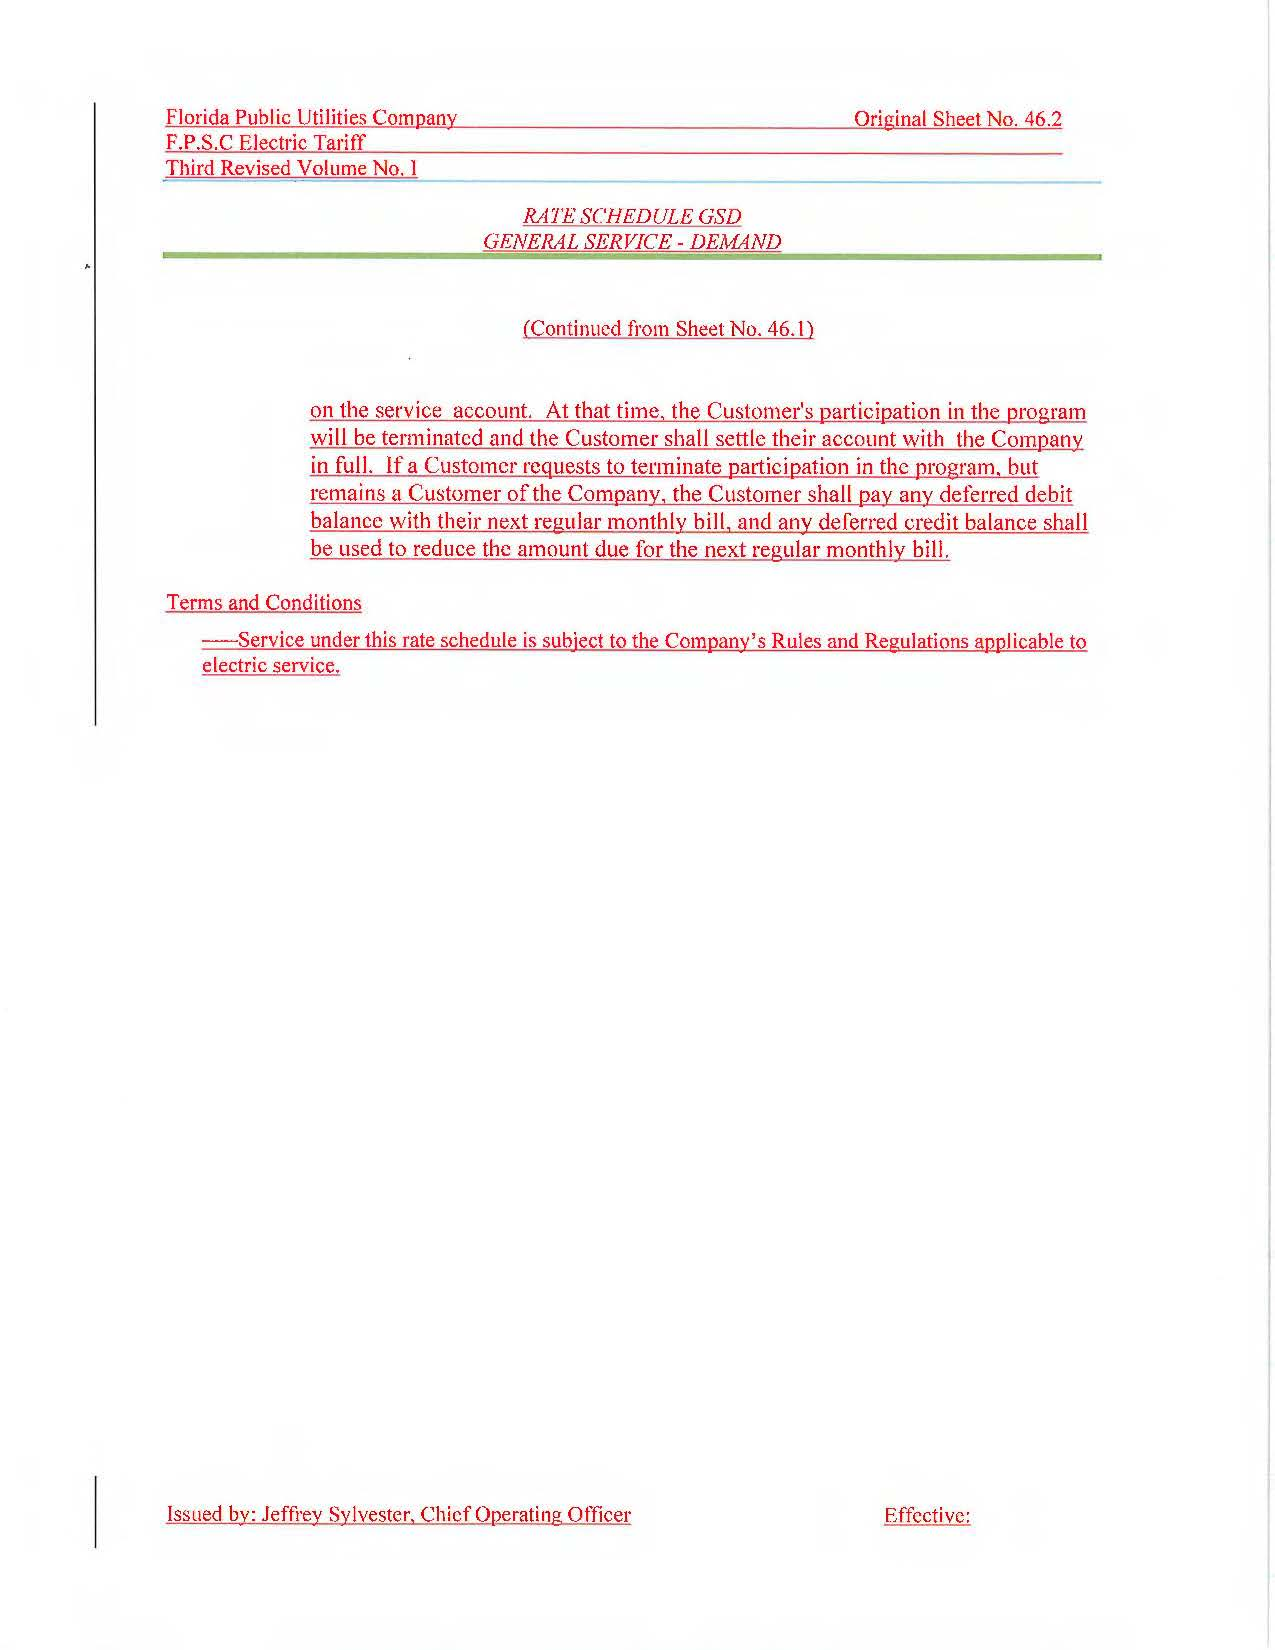 Florida Public Utilities Company Original Sheet No. 46.2
F.P.S.C Electric Tariff
Third Revised Volume No. 1
RATE SCHEDULE GSD
GENERAL SERVICE - DEMAND
(Continued from Sheet No. 46.1)
on the service account. At that time, the Customer's participation in the program
will be terminated and the Customer shall settle their account with the Company
in full. If a Customer requests to terminate participation in the program, but
remains a Customer of the Company, the Customer shall pay any deferred debit
balance with their next regular monthly bill, and any deferred credit balance shall
be used to reduce the amount due for the next regular monthly bill.
Terms and Conditions
Service under this rate schedule is subject to the Company's Rules and Regulations applicable to
electric service.
Issued by: Jeffrey Sylvester, Chief Operating Officer Effective: